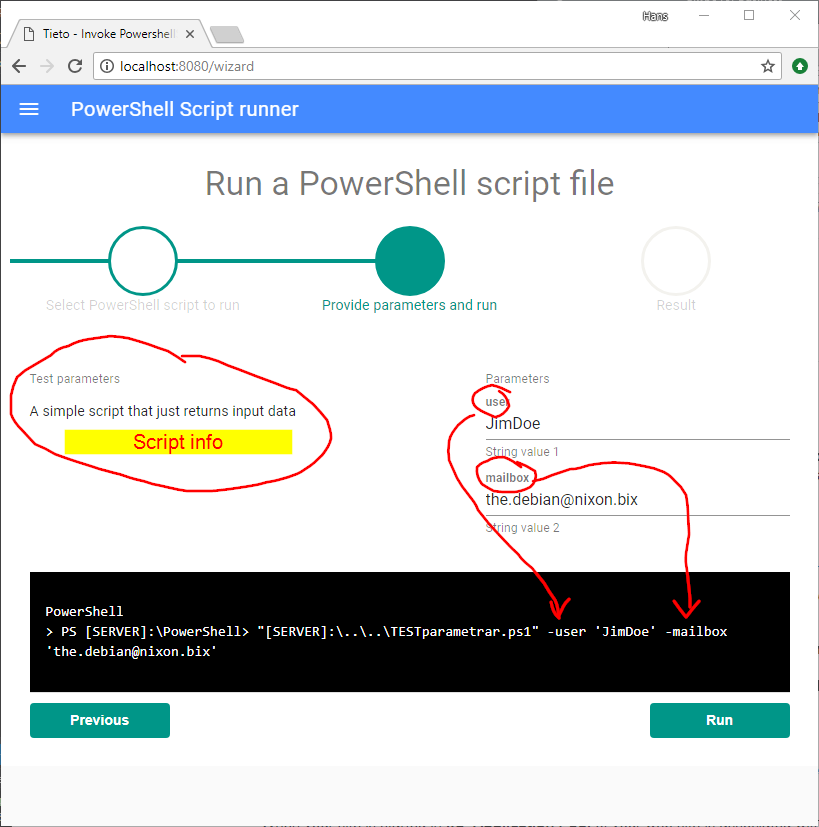 Hans
Tieto - Invoke Powershell
localhost:8080/wizard
PowerShell Script runner
Run a PowerShell script file
Select PowerShell script to run
Provide parameters and run
Result
Test parameters
A simple script that just returns input data
Script info
Parameters
user
JimDoe
String value 1
mailbox
the.debian@nixon.bix
String value 2
PowerShell
> PS [SERVER]:\PowerShell> "[SERVER]:\..\..\TESTparametrar.ps1" -user 'JimDoe' -mailbox
'the.debian@nixon.bix'
Previous
Run